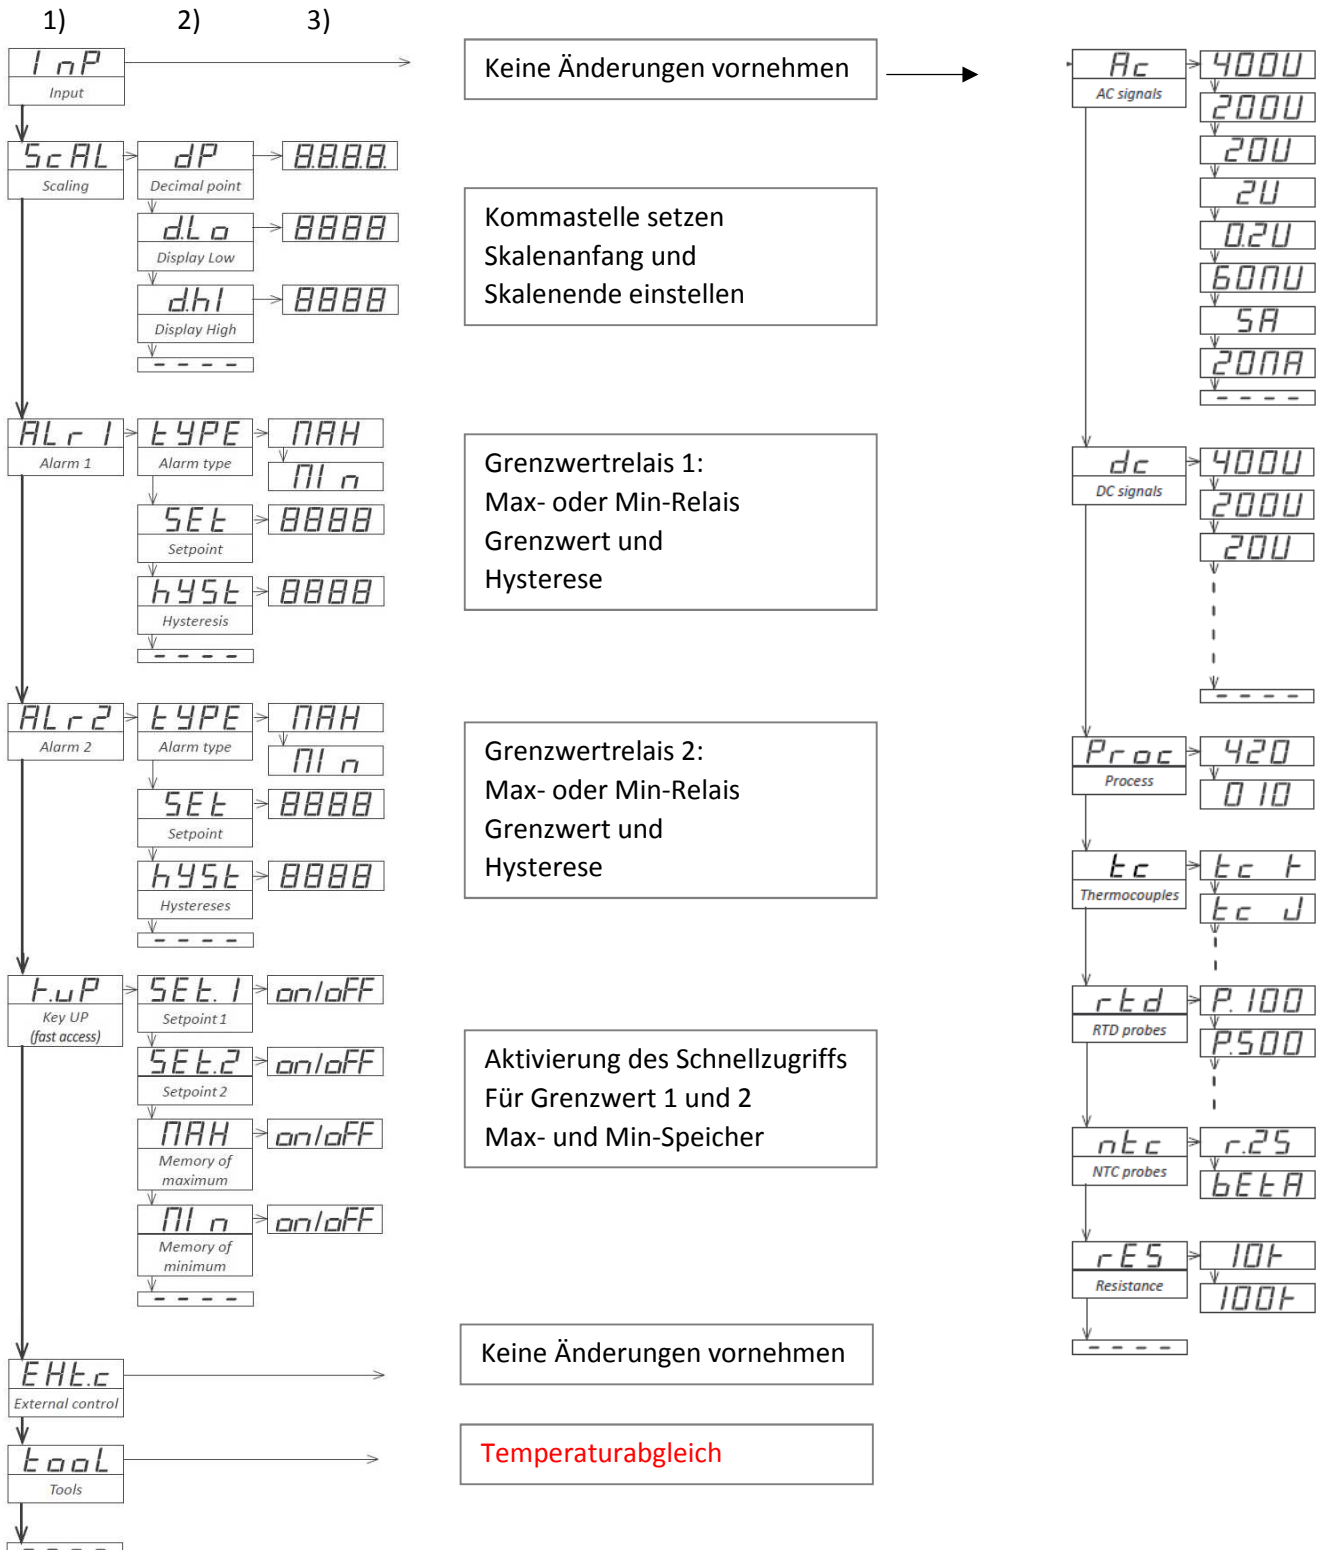 1) 2) 3)
InP
Input
Keine Änderungen vornehmen
ScAL dP 8.8.8.8.
Scaling Decimal point
d.Lo 8888
Display Low
d.hI 8888
Display High
- - - -
Kommastelle setzen
Skalenanfang und
Skalenende einstellen
ALr1 tYPE MAH
Alarm 1 Alarm type
MIn
SEt 8888
Setpoint
hYSt 8888
Hysteresis
- - - -
Grenzwertrelais 1:
Max- oder Min-Relais
Grenzwert und
Hysterese
ALr2 tYPE MAH
Alarm 2 Alarm type
MIn
SEt 8888
Setpoint
hYSt 8888
Hystereses
- - - -
Grenzwertrelais 2:
Max- oder Min-Relais
Grenzwert und
Hysterese
k.uP SEt.1 on/oFF
Key UP Setpoint 1
(fast access)
SEt.2 on/oFF
Setpoint 2
MAH on/oFF
Memory of
maximum
MIn on/oFF
Memory of
minimum
- - - -
Aktivierung des Schnellzugriffs
Für Grenzwert 1 und 2
Max- und Min-Speicher
EHt.c
External control
Keine Änderungen vornehmen
tooL
Tools
Temperaturabgleich
Ac 400U
AC signals
200U
20U
2U
0.2U
60MU
5A
20MA
- - - -
dc 400U
DC signals
200U
20U
- - - -
Proc 420
Process
010
tc tc k
Thermocouples
tc J
rtd P.100
RTD probes
P.500
ntc r.25
NTC probes
bEtA
rES 10k
Resistance
100k
- - - -